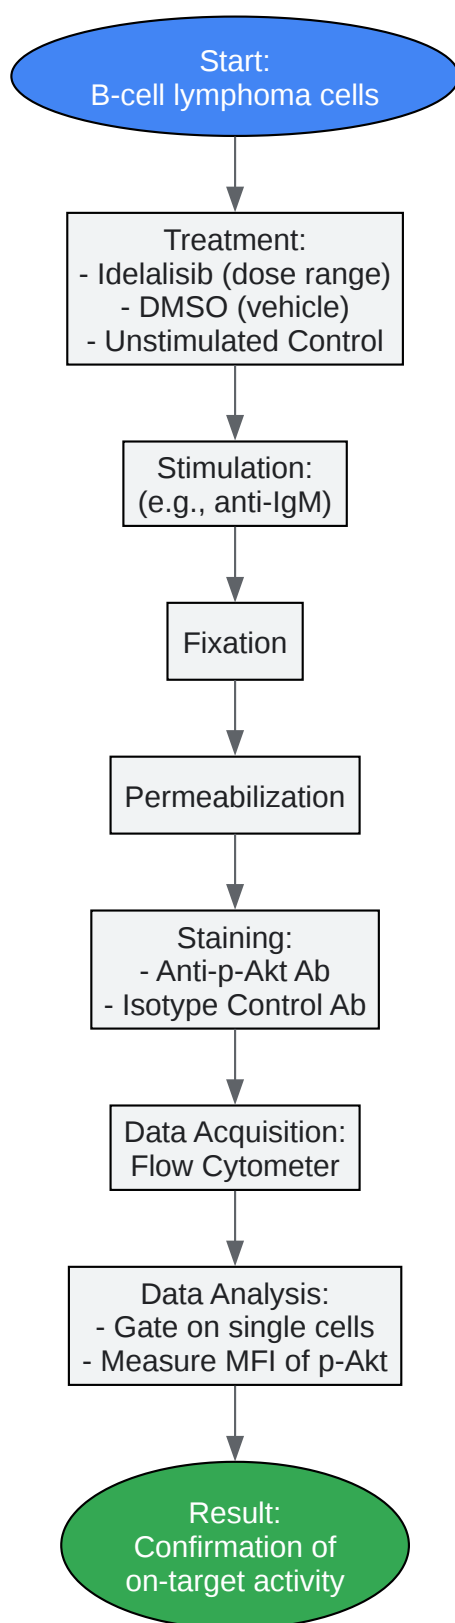 Start:
B-cell lymphoma cells
Treatment:
- Idelalisib (dose range)
- DMSO (vehicle)
- Unstimulated Control
Stimulation:
(e.g., anti-IgM)
Fixation
Permeabilization
Staining:
- Anti-p-Akt Ab
- Isotype Control Ab
Data Acquisition:
Flow Cytometer
Data Analysis:
- Gate on single cells
- Measure MFI of p-Akt
Result:
Confirmation of
on-target activity